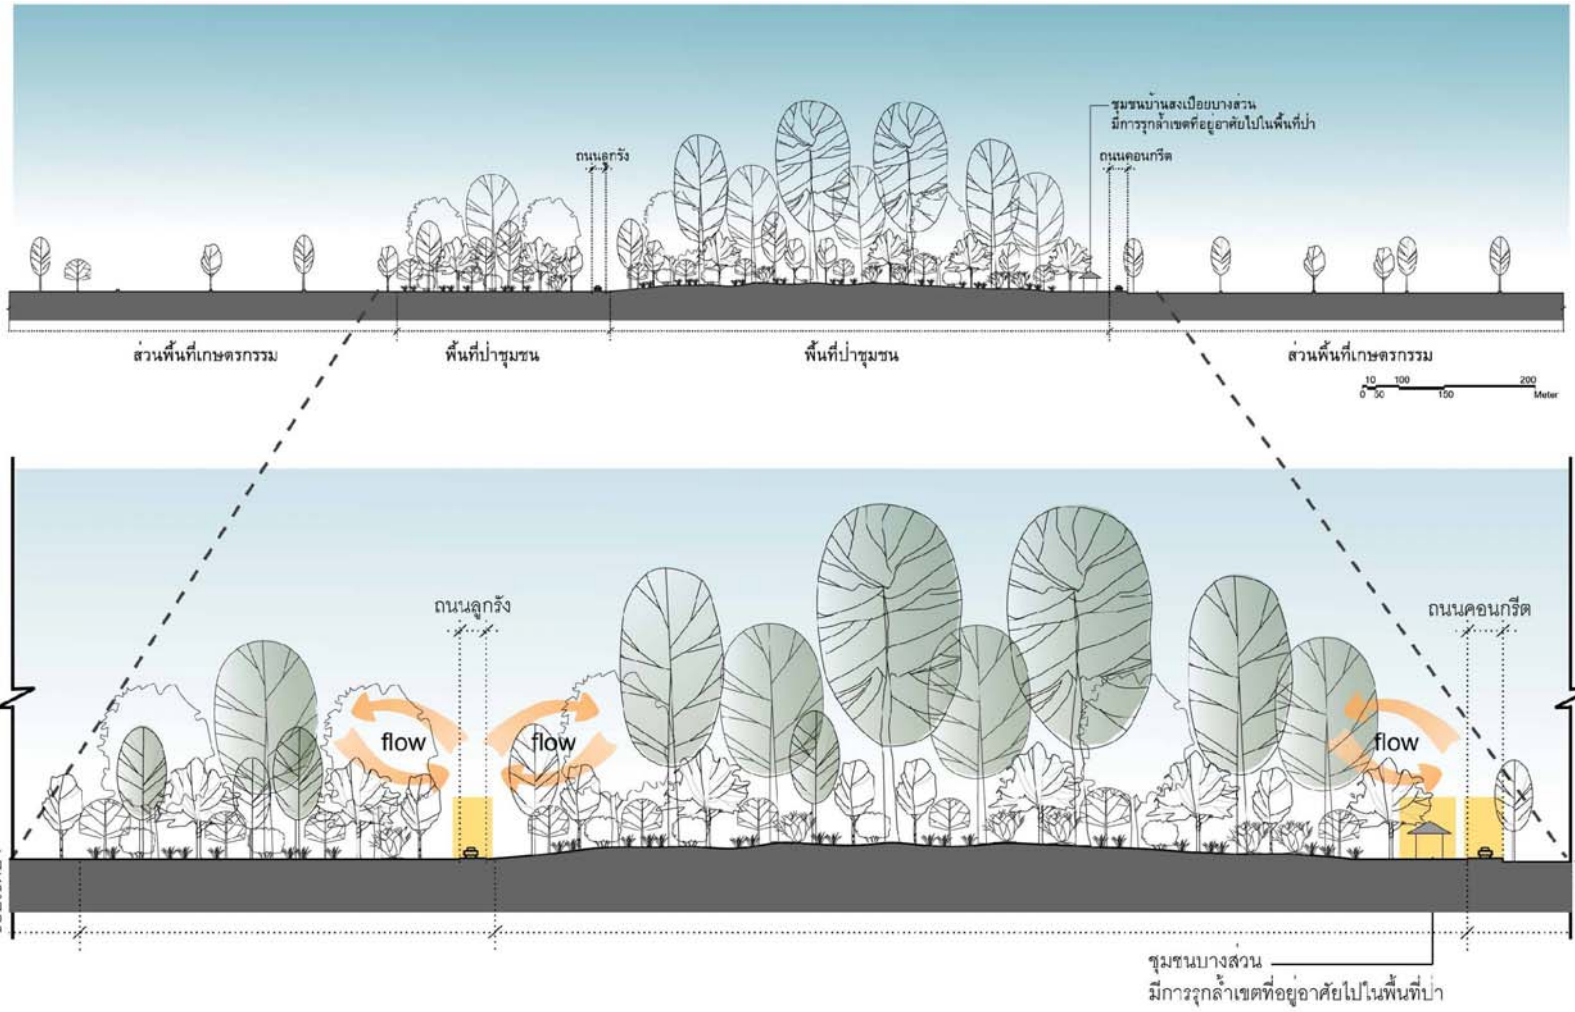 ชุมชนบ้านสงเปือยบางส่วน
มีการรุกล้ำเขตที่อยู่อาศัยไปในพื้นที่ป่า
ถนนลูกรัง
ถนนคอนกรีต
ส่วนพื้นที่เกษตรกรรม
พื้นที่ป่าชุมชน
พื้นที่ป่าชุมชน
ส่วนพื้นที่เกษตรกรรม
10 100 200
0 50 150 Meter
ถนนลูกรัง
ถนนคอนกรีต
flow
flow
flow
ชุมชนบางส่วน
มีการรุกล้ำเขตที่อยู่อาศัยไปในพื้นที่ป่า